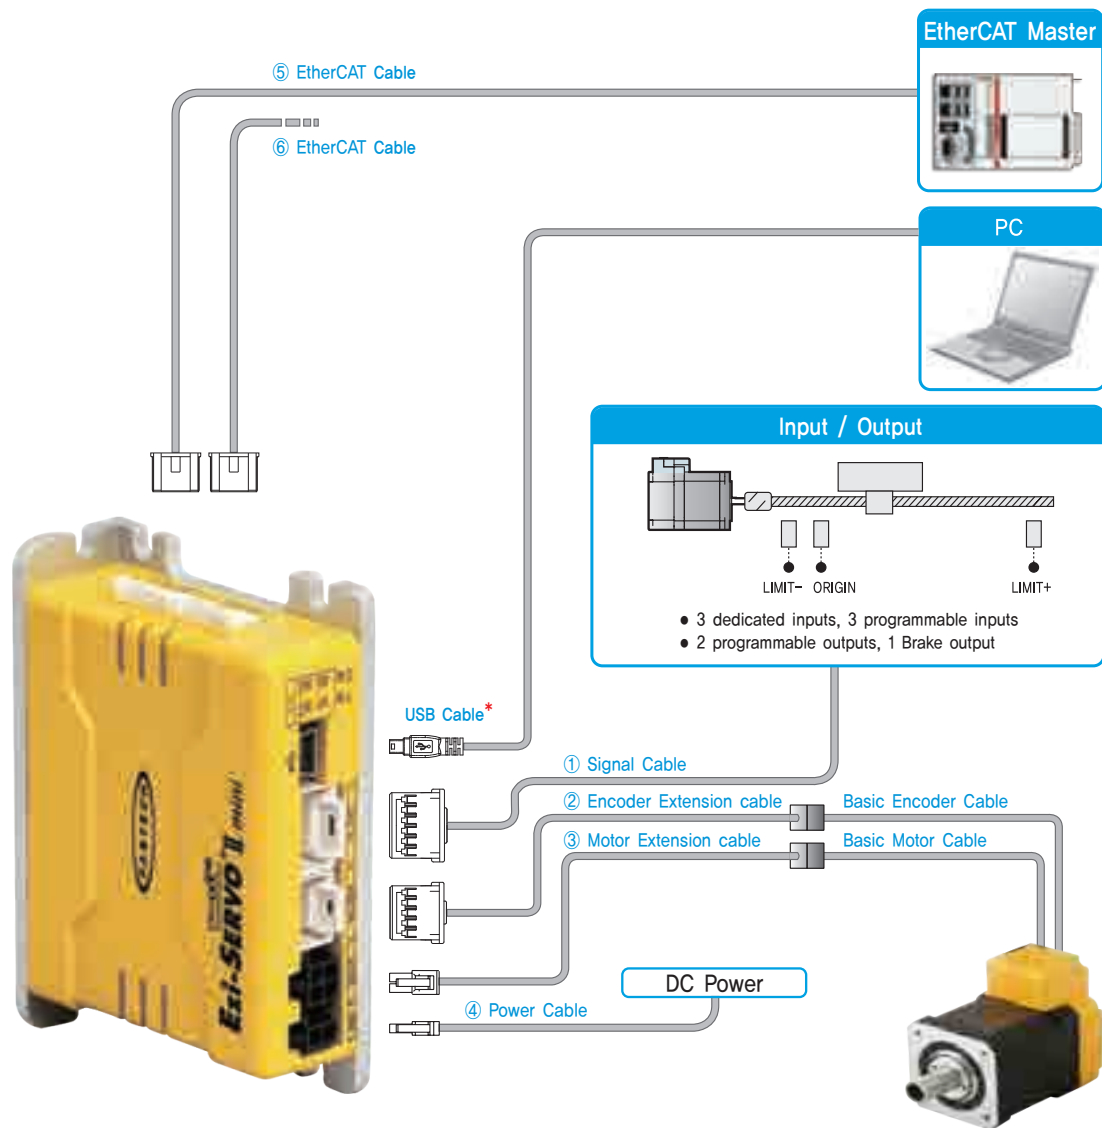 EtherCAT Master
⑤ EtherCAT Cable
⑥ EtherCAT Cable
PC
Input / Output
LIMIT- ORIGIN LIMIT+
● 3 dedicated inputs, 3 programmable inputs
● 2 programmable outputs, 1 Brake output
USB Cable*
① Signal Cable
② Encoder Extension cable
Basic Encoder Cable
③ Motor Extension cable
Basic Motor Cable
DC Power
④ Power Cable
FASTECH
Ezi-SERVO II mini